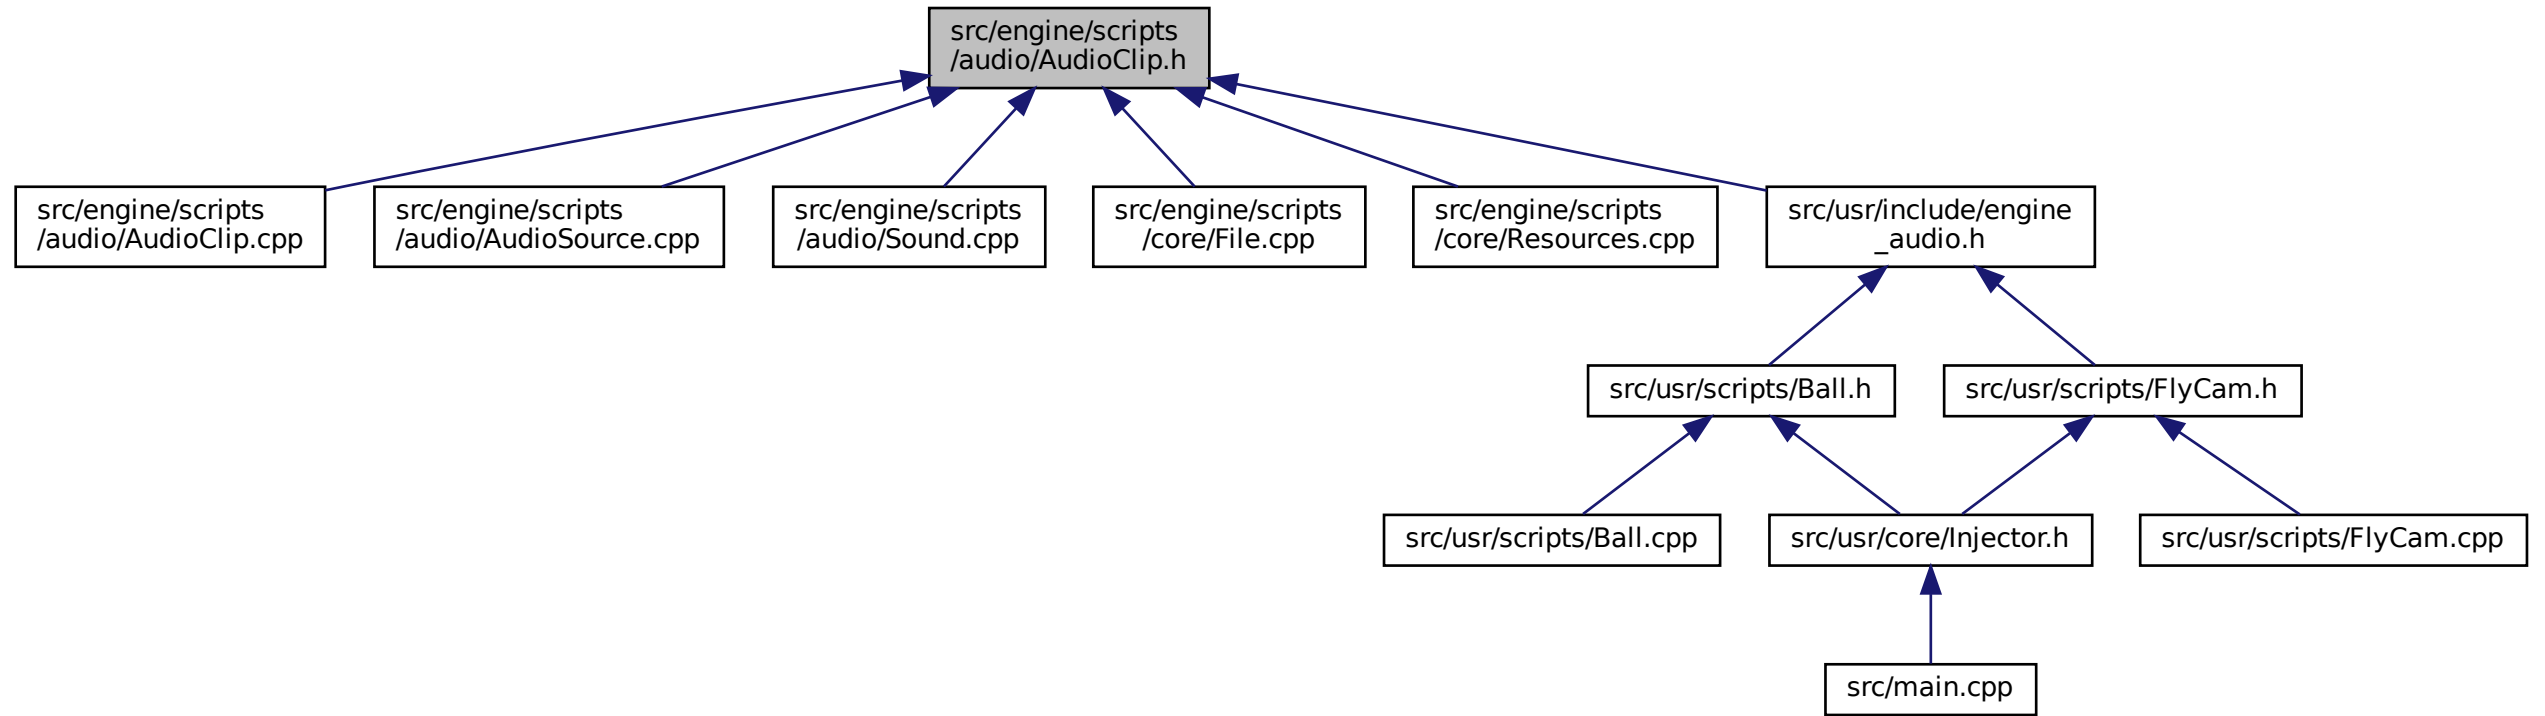 src/engine/scripts
/audio/AudioClip.h
src/engine/scripts
/audio/AudioClip.cpp
src/engine/scripts
/audio/AudioSource.cpp
src/engine/scripts
/audio/Sound.cpp
src/engine/scripts
/core/File.cpp
src/engine/scripts
/core/Resources.cpp
src/usr/include/engine
_audio.h
src/usr/scripts/Ball.h
src/usr/scripts/FlyCam.h
src/usr/scripts/Ball.cpp
src/usr/core/Injector.h
src/usr/scripts/FlyCam.cpp
src/main.cpp